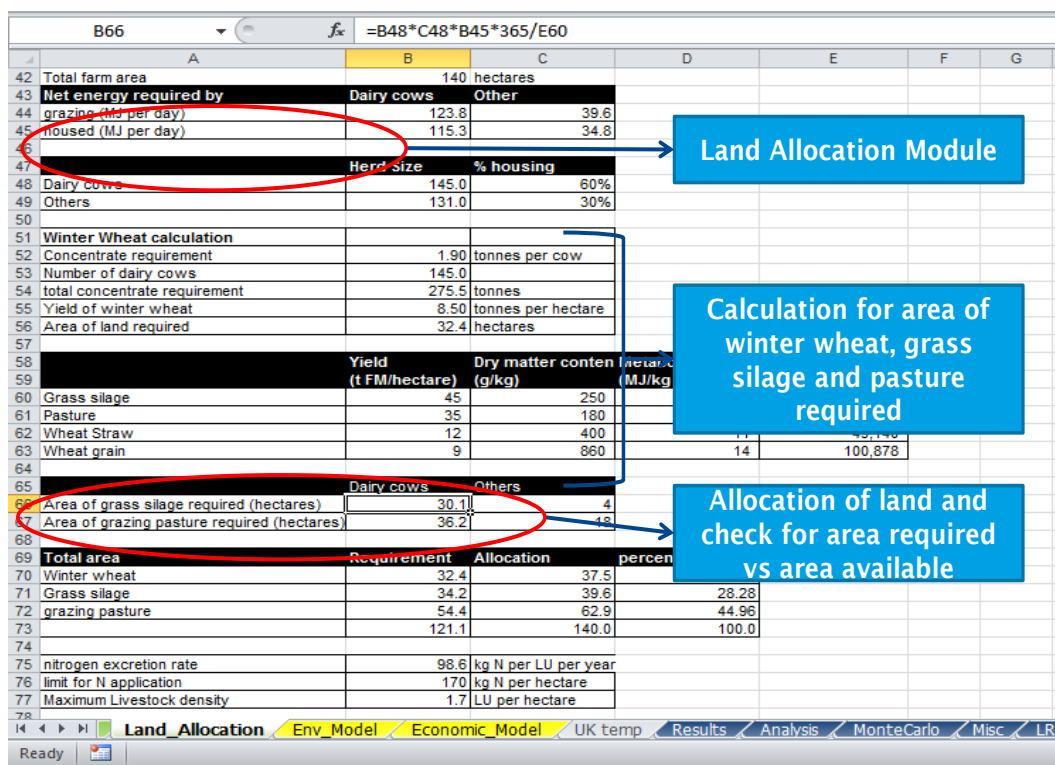 B66 fx =B48*C48*B45*365/E60
A B C D E F G
42 Total farm area 140 hectares
43 Net energy required by Dairy cows Other
44 grazing (MJ per day) 123.8 39.6
45 housed (MJ per day) 115.3 34.8
46
Land Allocation Module
47 Herd size % housing
48 Dairy cows 145.0 60%
49 Others 131.0 30%
50
51 Winter Wheat calculation
52 Concentrate requirement 1.90 tonnes per cow
53 Number of dairy cows 145.0
54 total concentrate requirement 275.5 tonnes
55 Yield of winter wheat 8.50 tonnes per hectare
56 Area of land required 32.4 hectares
57
Calculation for area of
winter wheat, grass
silage and pasture
required
58 Yield Dry matter conten
59 (t FM/hectare) (g/kg) (MJ/kg
60 Grass silage 45 250
61 Pasture 35 180
62 Wheat Straw 12 400
63 Wheat grain 9 860 14 100,878
64
65 Dairy cows Others
66 Area of grass silage required (hectares) 30.1 4
67 Area of grazing pasture required (hectares) 36.2 18
68
Allocation of land and
check for area required
vs area available
69 Total area Requirement Allocation percen
70 Winter wheat 32.4 37.5
71 Grass silage 34.2 39.6 28.28
72 grazing pasture 54.4 62.9 44.96
73 121.1 140.0 100.0
74
75 nitrogen excretion rate 98.6 kg N per LU per year
76 limit for N application 170 kg N per hectare
77 Maximum Livestock density 1.7 LU per hectare
78
Land_Allocation Env_Model Economic_Model UK temp Results Analysis MonteCarlo Misc LR
Ready